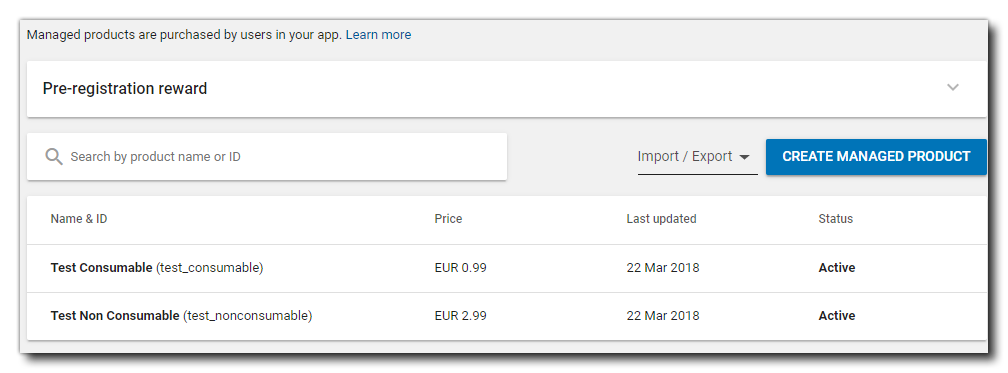 Managed products are purchased by users in your app. Learn more
Pre-registration reward
Search by product name or ID
Import / Export
CREATE MANAGED PRODUCT
Name & ID Price Last updated Status
Test Consumable (test_consumable) EUR 0.99 22 Mar 2018 Active
Test Non Consumable (test_nonconsumable) EUR 2.99 22 Mar 2018 Active